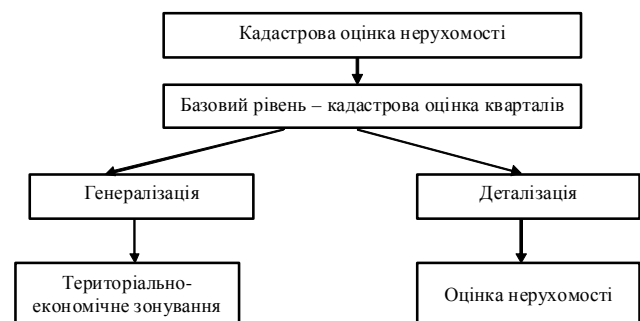 Кадастрова оцінка нерухомості
Базовий рівень – кадастрова оцінка кварталів
Генералізація
Деталізація
Територіально-
економічне зонування
Оцінка нерухомості